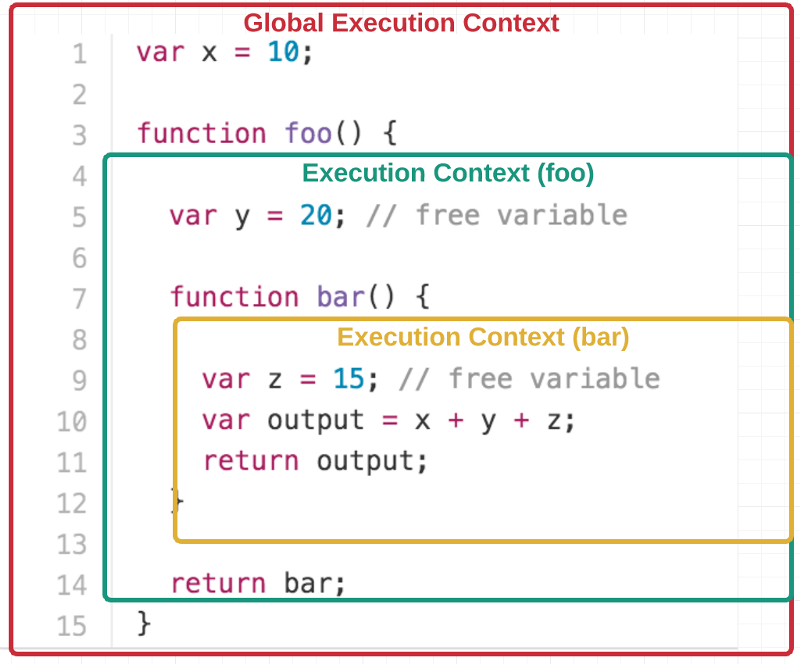 Global Execution Context
1 var x = 10;
2
3 function foo() {
4 Execution Context (foo)
5 var y = 20; // free variable
6
7 function bar() {
8 Execution Context (bar)
9 var z = 15; // free variable
10 var output = x + y + z;
11 return output;
12 }
13
14 return bar;
15 }